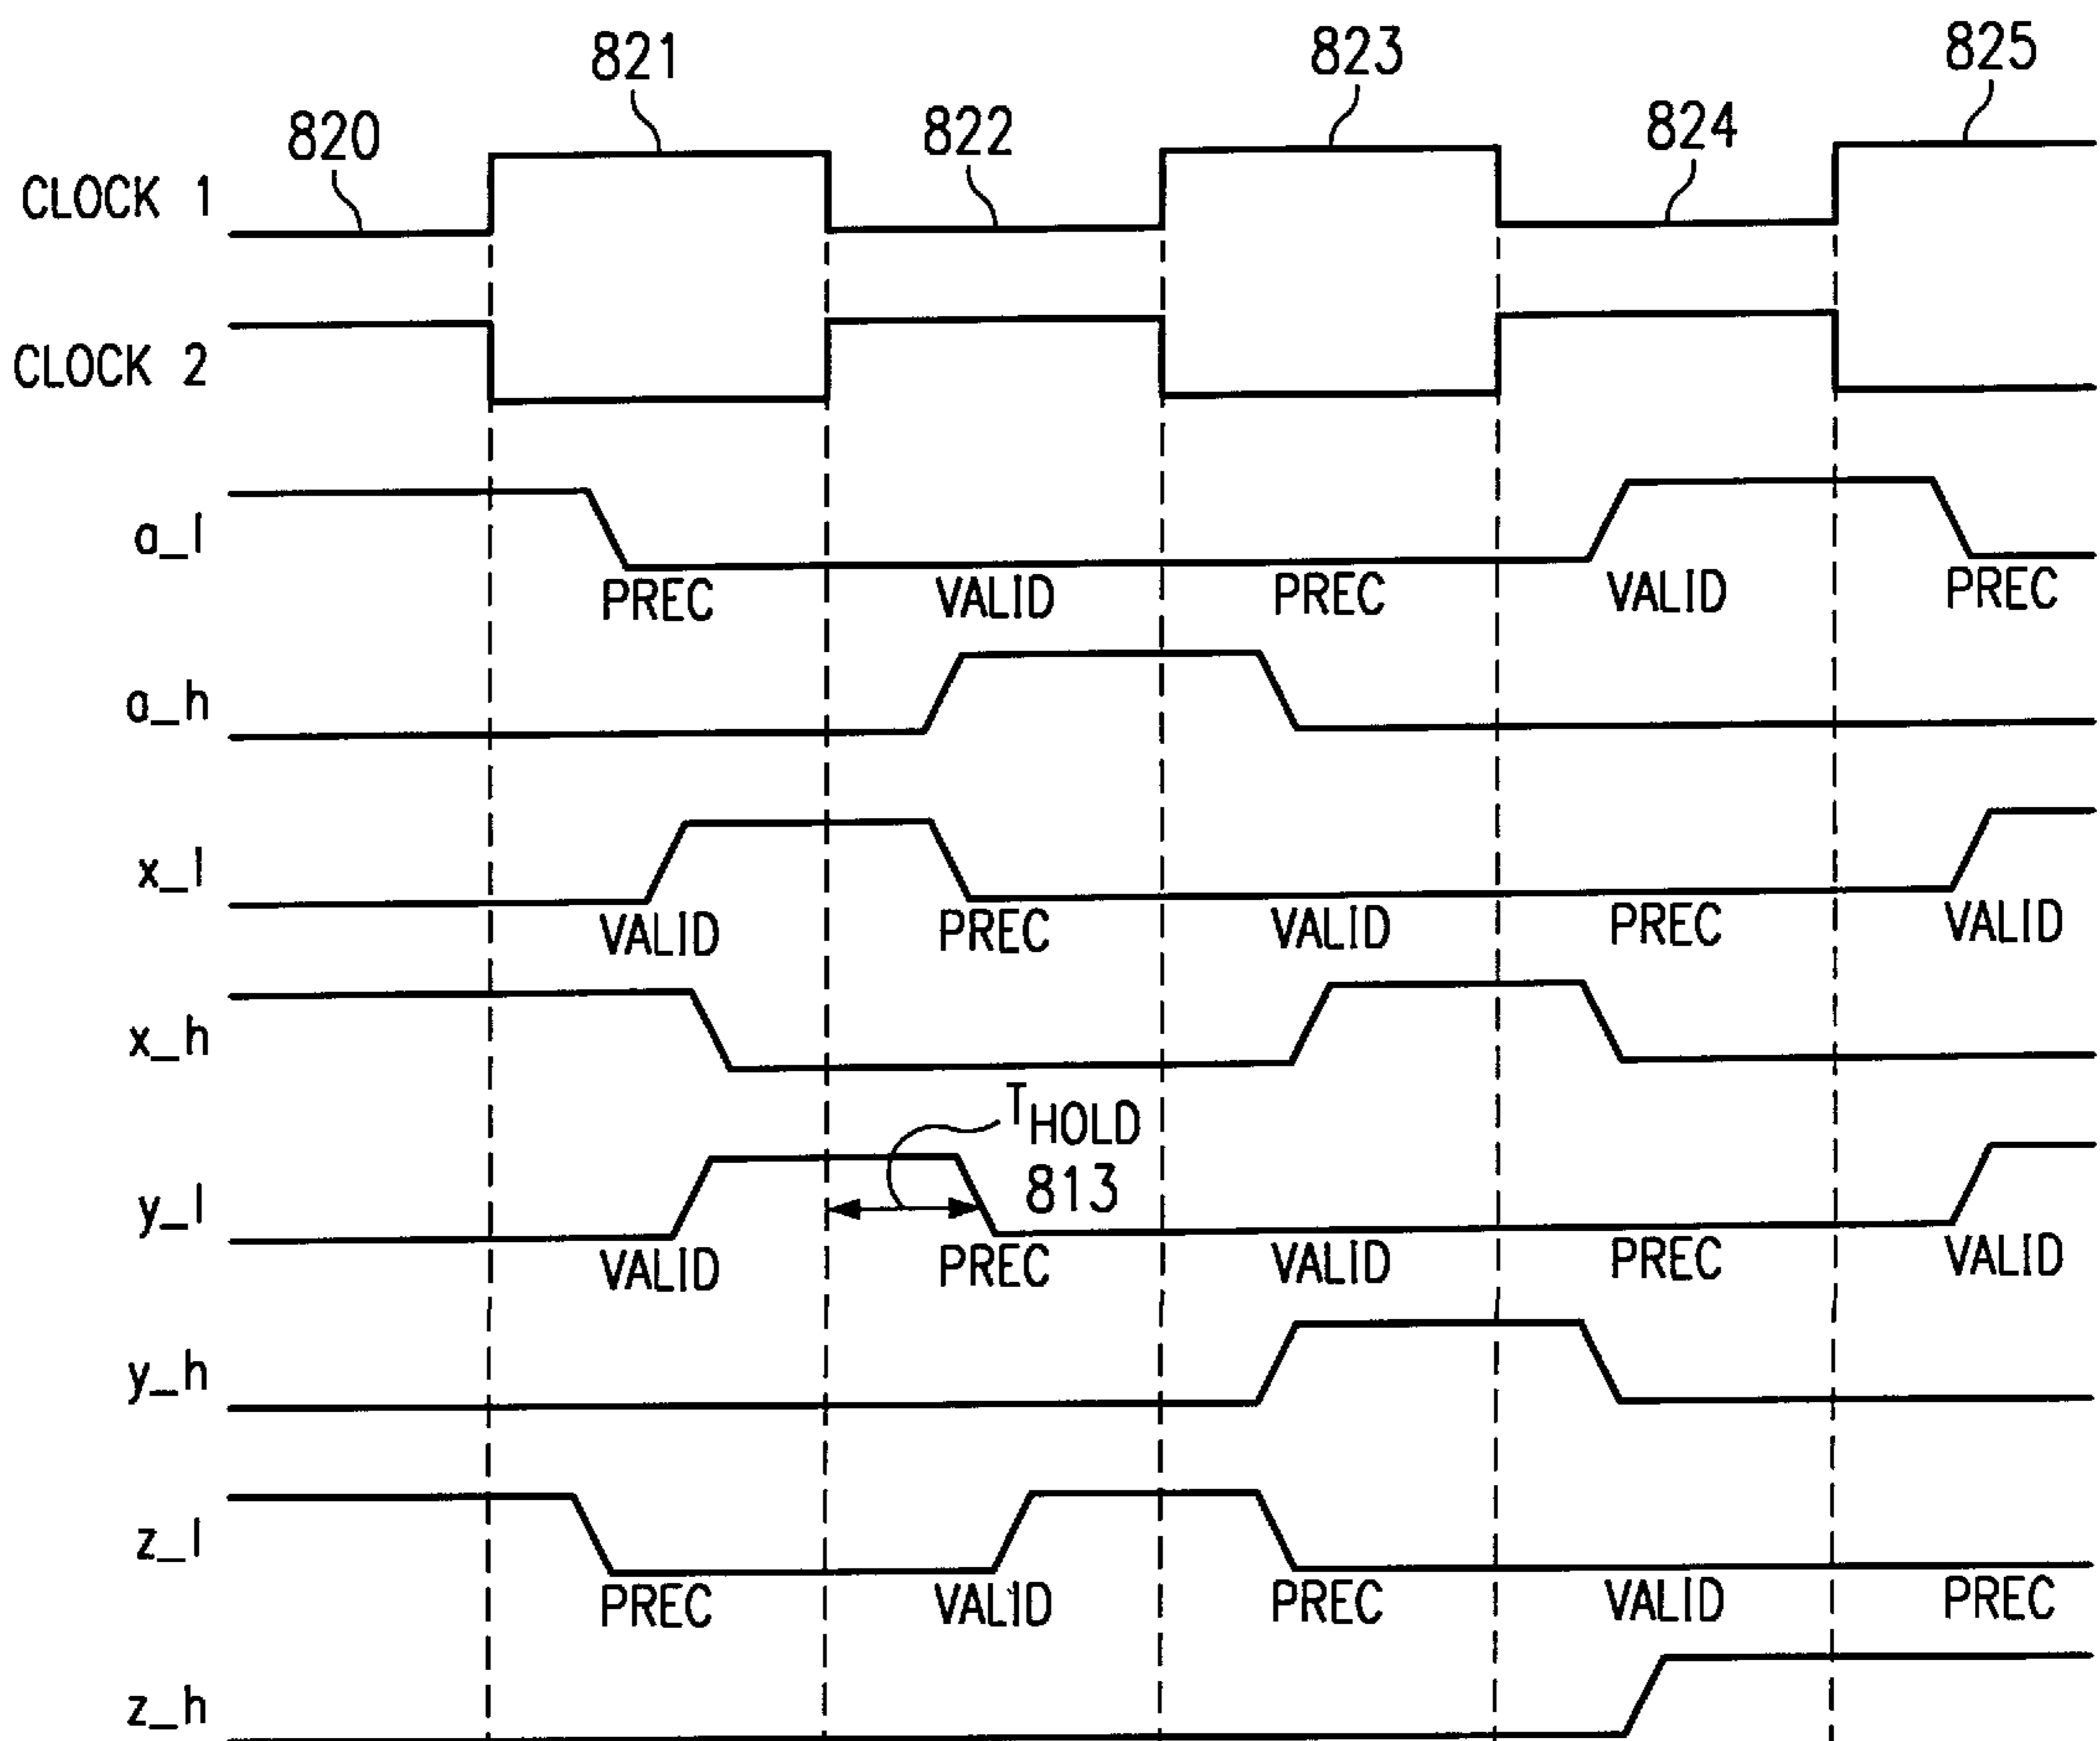 821
823
825
820
822
824
CLOCK 1
CLOCK 2
a_l
PREC VALID PREC VALID PREC
a_h
x_l
VALID PREC VALID PREC VALID
x_h
THOLD
813
y_l
VALID PREC VALID PREC VALID
y_h
z_l
PREC VALID PREC VALID PREC
z_h